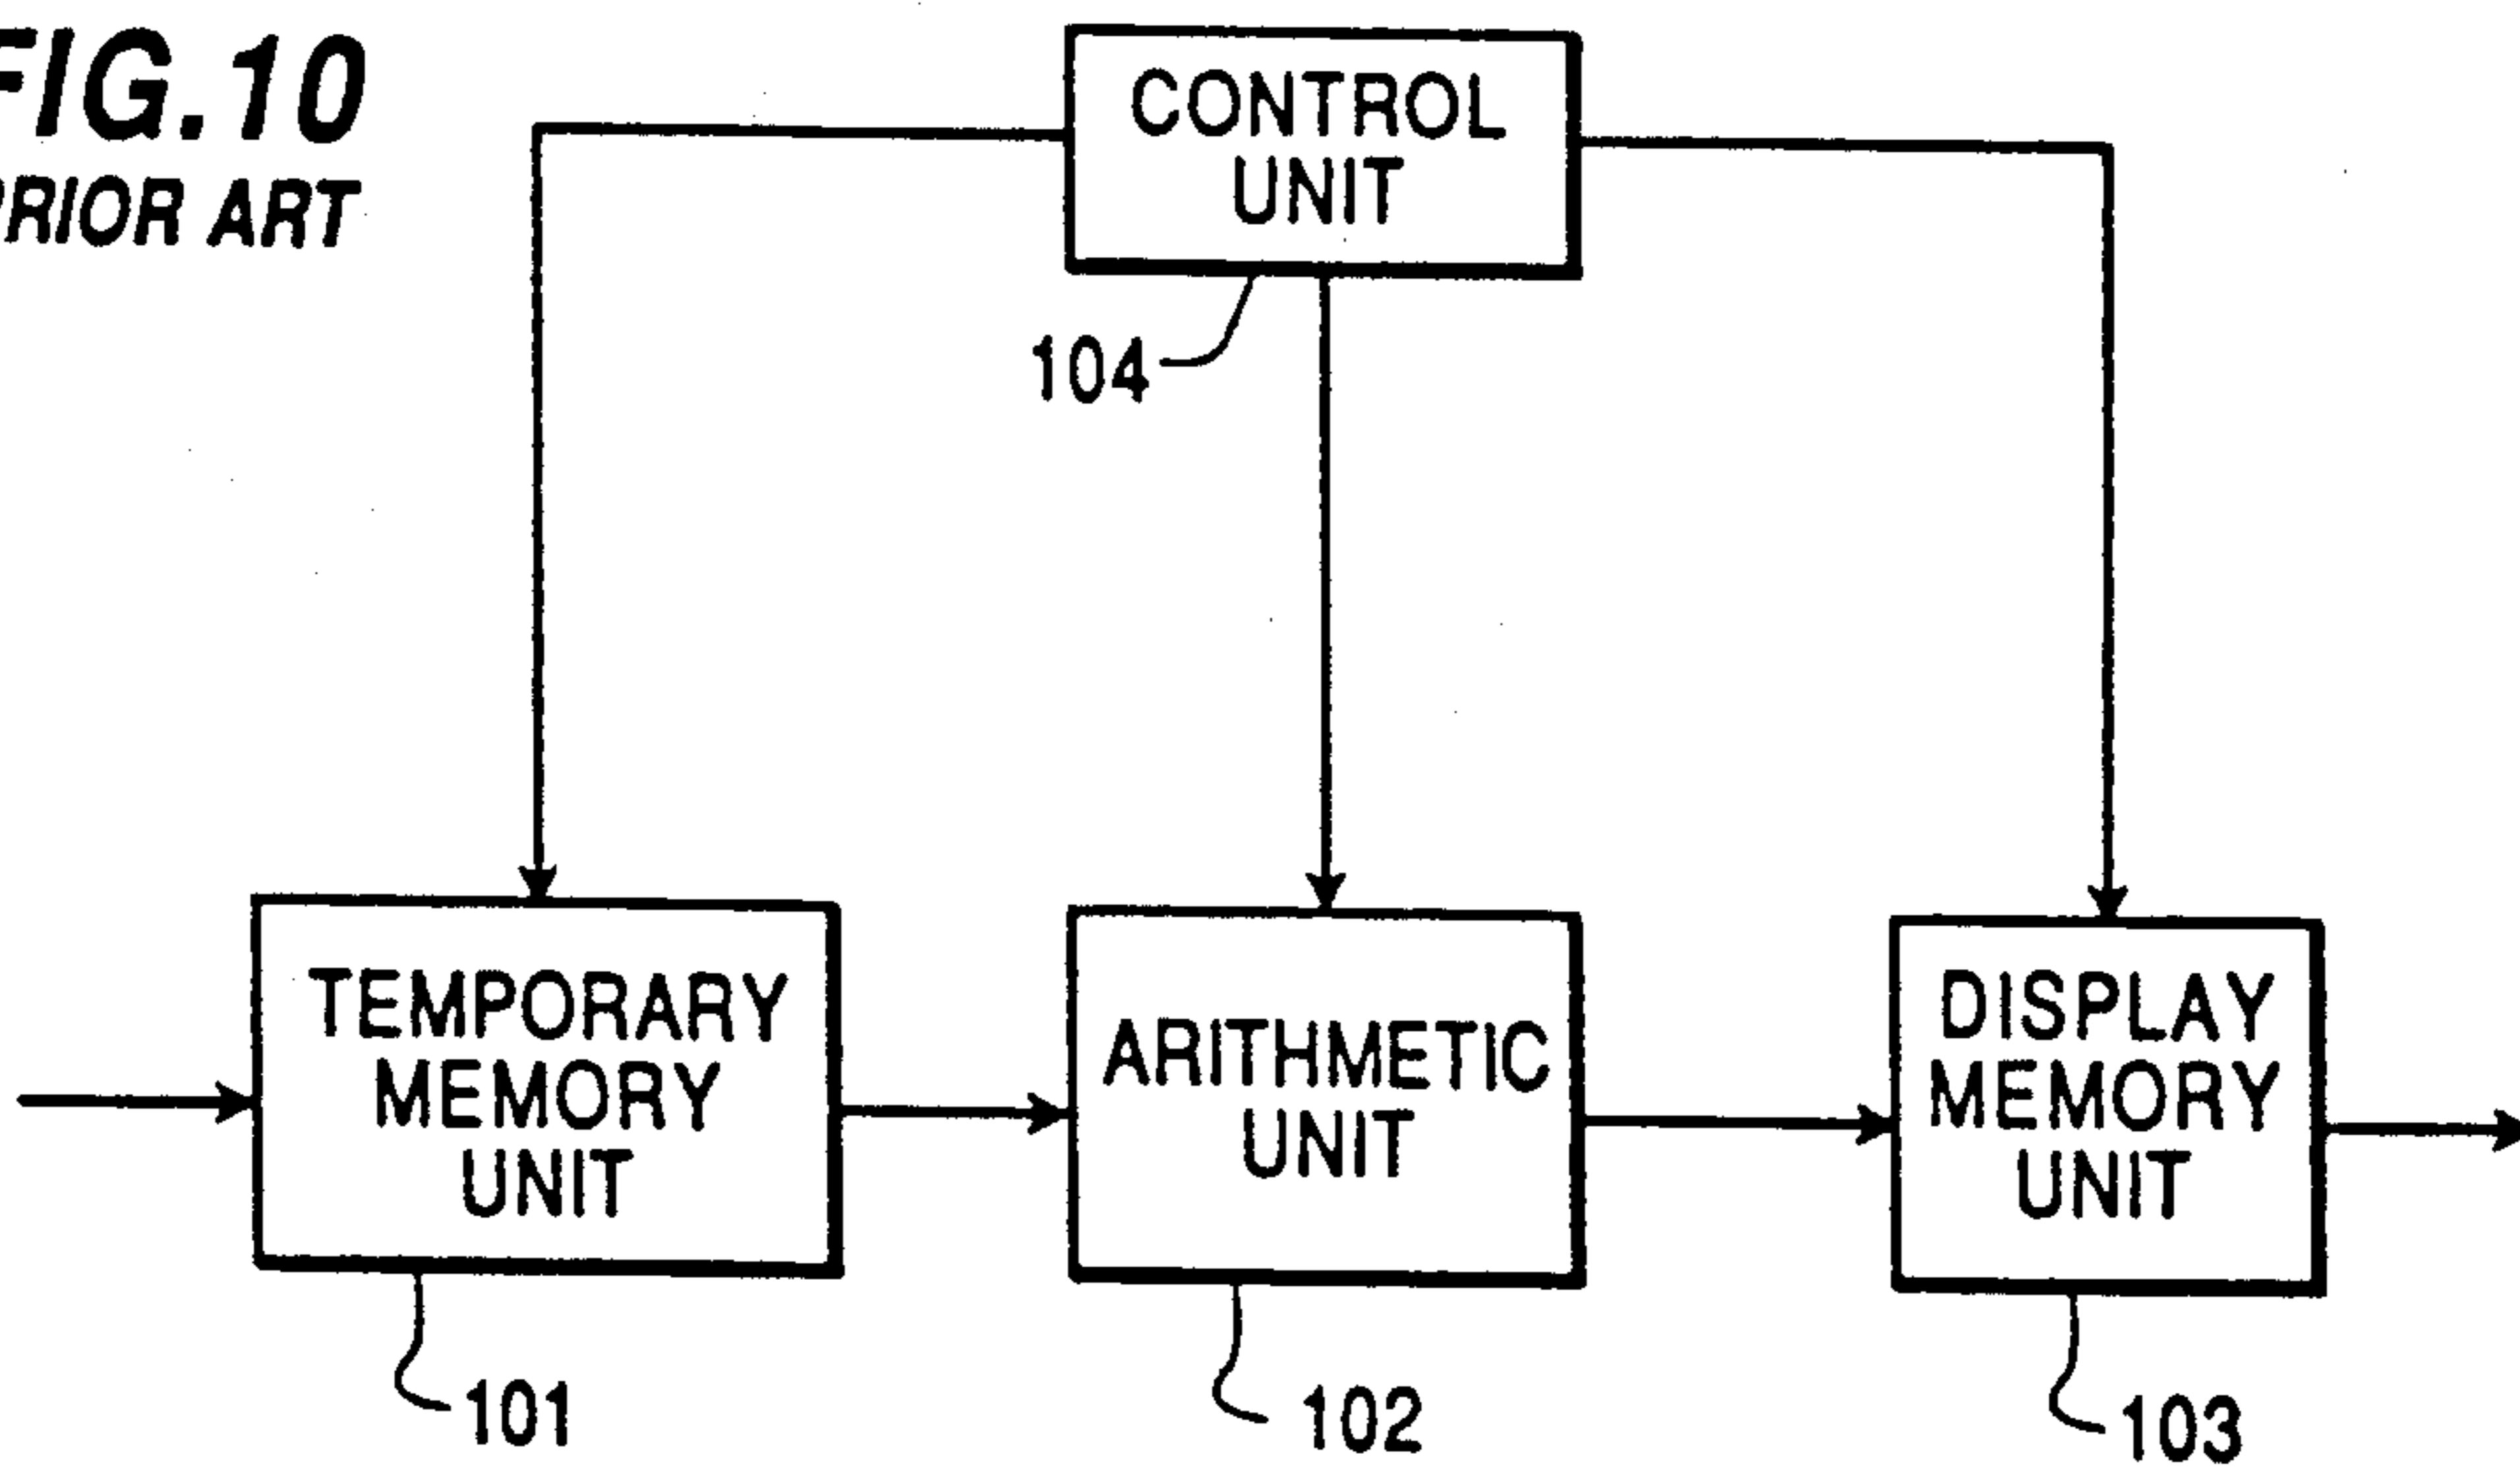 FIG.10
PRIOR ART
CONTROL
UNIT
104
TEMPORARY
MEMORY
UNIT
ARITHMETIC
UNIT
DISPLAY
MEMORY
UNIT
101
102
103